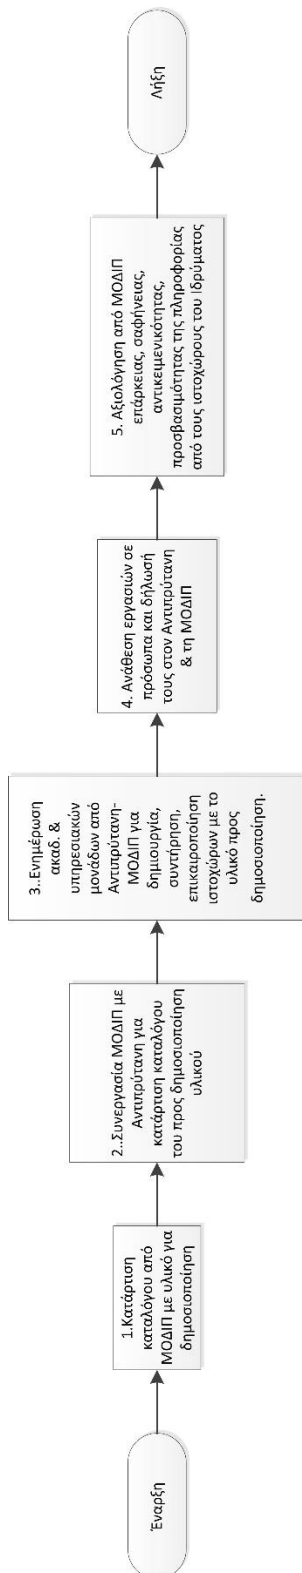 Έναρξη
1.Κατάρτιση
καταλόγου από
ΜΟΔΙΠ με υλικό για
δημοσιοποίηση
2..Συνεργασία ΜΟΔΙΠ με
Αντιπρύτανη για
κατάρτιση καταλόγου
του προς δημοσιοποίηση
υλικού
3..Ενημέρωση
ακαδ. &
υπηρεσιακών
μονάδων από
Αντιπρύτανη-
ΜΟΔΙΠ για
δημιουργία,
συντήρηση,
επικαιροποίηση
ιστοχώρων με το
υλικό προς
δημοσιοποίηση.
4. Ανάθεση εργασιών σε
πρόσωπα και δήλωσή
τους στον Αντιπρύτανη
& τη ΜΟΔΙΠ
5. Αξιολόγηση από ΜΟΔΙΠ
επάρκειας, σαφήνειας,
αντικειμενικότητας,
προσβασιμότητας της πληροφορίας
από τους ιστοχώρους του Ιδρύματος
Λήξη